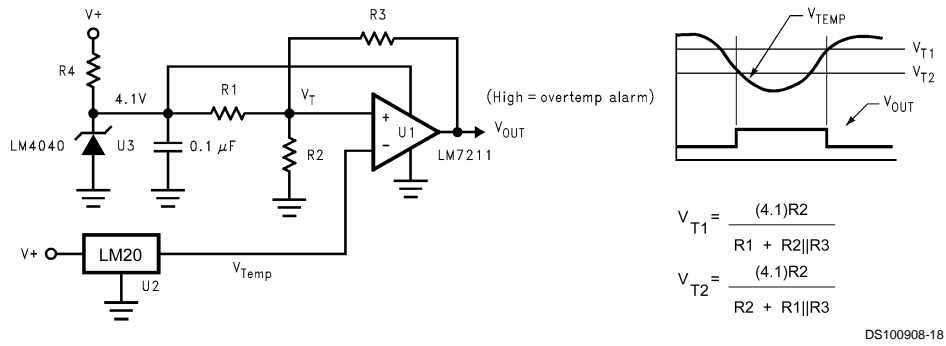 V+
R4
4.1V
R1
V_T
R3
LM4040
U3
0.1 μF
R2
+
−
U1
LM7211
V_OUT
(High = overtemp alarm)
V+
LM20
U2
V_Temp
V_TEMP
V_T1
V_T2
V_OUT
V_T1 = (4.1)R2
R1 + R2||R3
V_T2 = (4.1)R2
R2 + R1||R3
DS100908-18